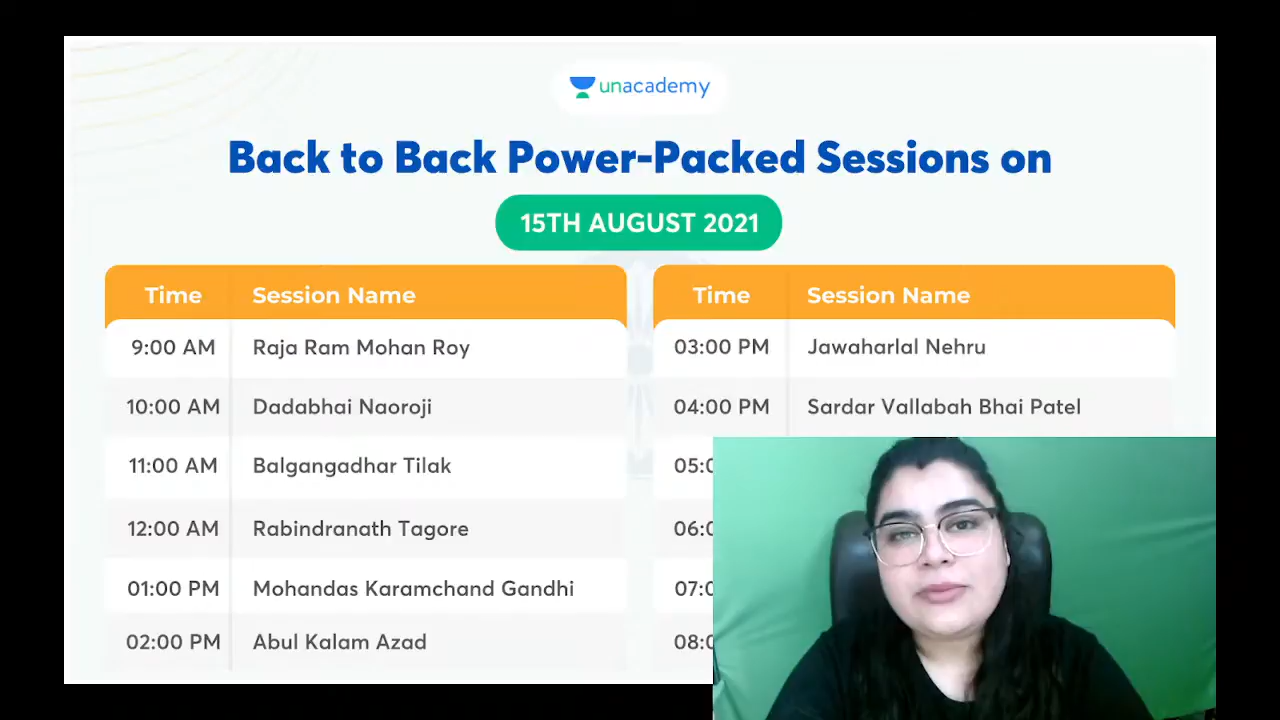 unacademy
Back to Back Power-Packed Sessions on
15TH AUGUST 2021
Time Session Name
9:00 AM Raja Ram Mohan Roy
10:00 AM Dadabhai Naoroji
11:00 AM Balgangadhar Tilak
12:00 AM Rabindranath Tagore
01:00 PM Mohandas Karamchand Gandhi
02:00 PM Abul Kalam Azad
Time Session Name
03:00 PM Jawaharlal Nehru
04:00 PM Sardar Vallabah Bhai Patel